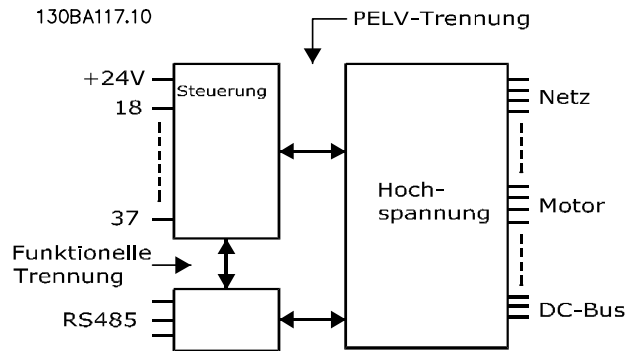 130BA117.10
PELV-Trennung
+24V
Steuerung
18
Netz
Hoch-
spannung
37
Motor
Funktionelle
Trennung
RS485
DC-Bus